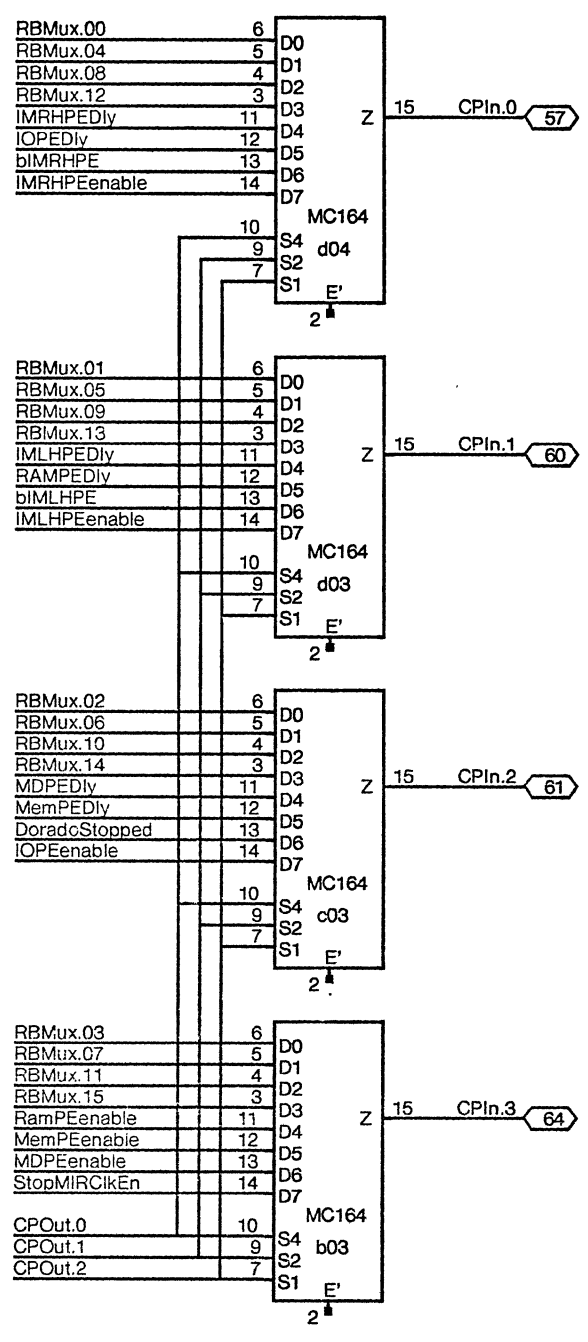 RBMux.00 6 D0
RBMux.04 5 D1
RBMux.08 4 D2
RBMux.12 3 D3 Z 15 CPIn.0 57
IMRHPEDly 11 D4
IOPEDly 12 D5
bIMRHPE 13 D6
IMRHPEenable 14 D7
MC164
10 S4 d04
9 S2
7 S1
E'
2
RBMux.01 6 D0
RBMux.05 5 D1
RBMux.09 4 D2
RBMux.13 3 D3 Z 15 CPIn.1 60
IMLHPEDly 11 D4
RAMPEDly 12 D5
bIMLHPE 13 D6
IMLHPEenable 14 D7
MC164
10 S4 d03
9 S2
7 S1
E'
2
RBMux.02 6 D0
RBMux.06 5 D1
RBMux.10 4 D2
RBMux.14 3 D3 Z 15 CPIn.2 61
MDPEDly 11 D4
MemPEDly 12 D5
DoradoStopped 13 D6
IOPEenable 14 D7
MC164
10 S4 c03
9 S2
7 S1
E'
2
RBMux.03 6 D0
RBMux.07 5 D1
RBMux.11 4 D2
RBMux.15 3 D3 Z 15 CPIn.3 64
RamPEenable 11 D4
MemPEenable 12 D5
MDPEenable 13 D6
StopMIRClkEn 14 D7
MC164
CPOut.0 10 S4 b03
CPOut.1 9 S2
CPOut.2 7 S1
E'
2